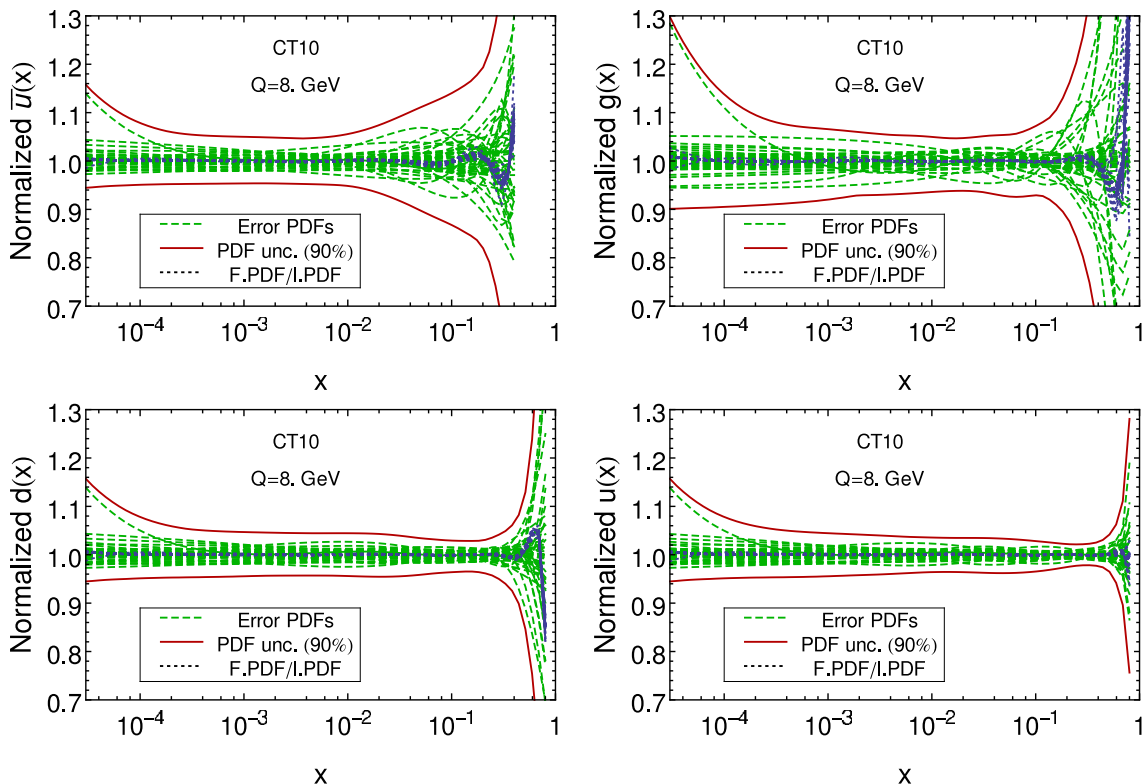 1.3
1.2
1.1
1.0
0.9
0.8
0.7
Normalized u̅(x)
CT10
Q=8. GeV
Error PDFs
PDF unc. (90%)
F.PDF/I.PDF
10⁻⁴ 10⁻³ 10⁻² 10⁻¹ 1
x
1.3
1.2
1.1
1.0
0.9
0.8
0.7
Normalized g(x)
CT10
Q=8. GeV
Error PDFs
PDF unc. (90%)
F.PDF/I.PDF
10⁻⁴ 10⁻³ 10⁻² 10⁻¹ 1
x
1.3
1.2
1.1
1.0
0.9
0.8
0.7
Normalized d(x)
CT10
Q=8. GeV
Error PDFs
PDF unc. (90%)
F.PDF/I.PDF
10⁻⁴ 10⁻³ 10⁻² 10⁻¹ 1
x
1.3
1.2
1.1
1.0
0.9
0.8
0.7
Normalized u(x)
CT10
Q=8. GeV
Error PDFs
PDF unc. (90%)
F.PDF/I.PDF
10⁻⁴ 10⁻³ 10⁻² 10⁻¹ 1
x